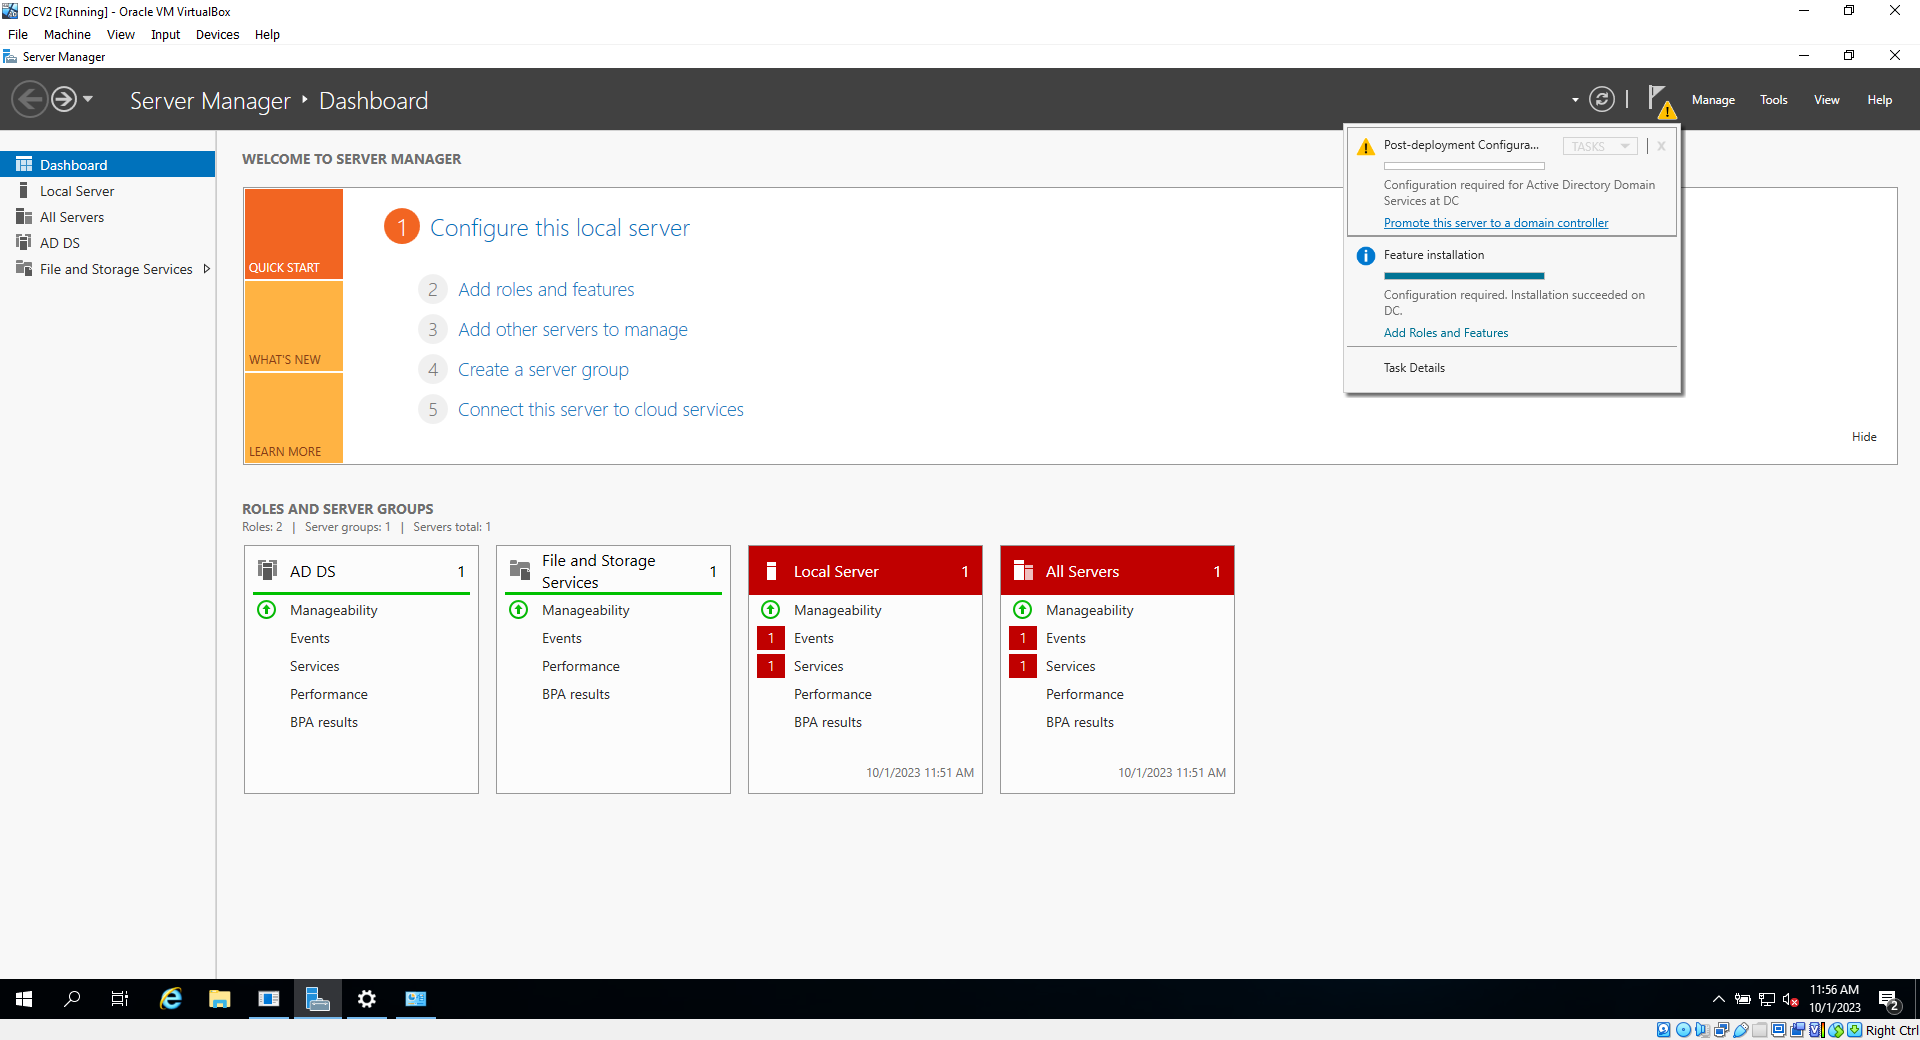 DCV2 [Running] - Oracle VM VirtualBox
File Machine View Input Devices Help
Server Manager
Server Manager Dashboard
Manage Tools View Help
Dashboard
Local Server
All Servers
AD DS
File and Storage Services
WELCOME TO SERVER MANAGER
QUICK START
WHAT'S NEW
LEARN MORE
1 Configure this local server
2 Add roles and features
3 Add other servers to manage
4 Create a server group
5 Connect this server to cloud services
Hide
Post-deployment Configura... TASKS X
Configuration required for Active Directory Domain
Services at DC
Promote this server to a domain controller
Feature installation
Configuration required. Installation succeeded on
DC.
Add Roles and Features
Task Details
ROLES AND SERVER GROUPS
Roles: 2 | Server groups: 1 | Servers total: 1
AD DS 1
Manageability
Events
Services
Performance
BPA results
File and Storage
Services 1
Manageability
Events
Performance
BPA results
Local Server 1
Manageability
1 Events
1 Services
Performance
BPA results
10/1/2023 11:51 AM
All Servers 1
Manageability
1 Events
1 Services
Performance
BPA results
10/1/2023 11:51 AM
11:56 AM
10/1/2023
2
Right Ctrl